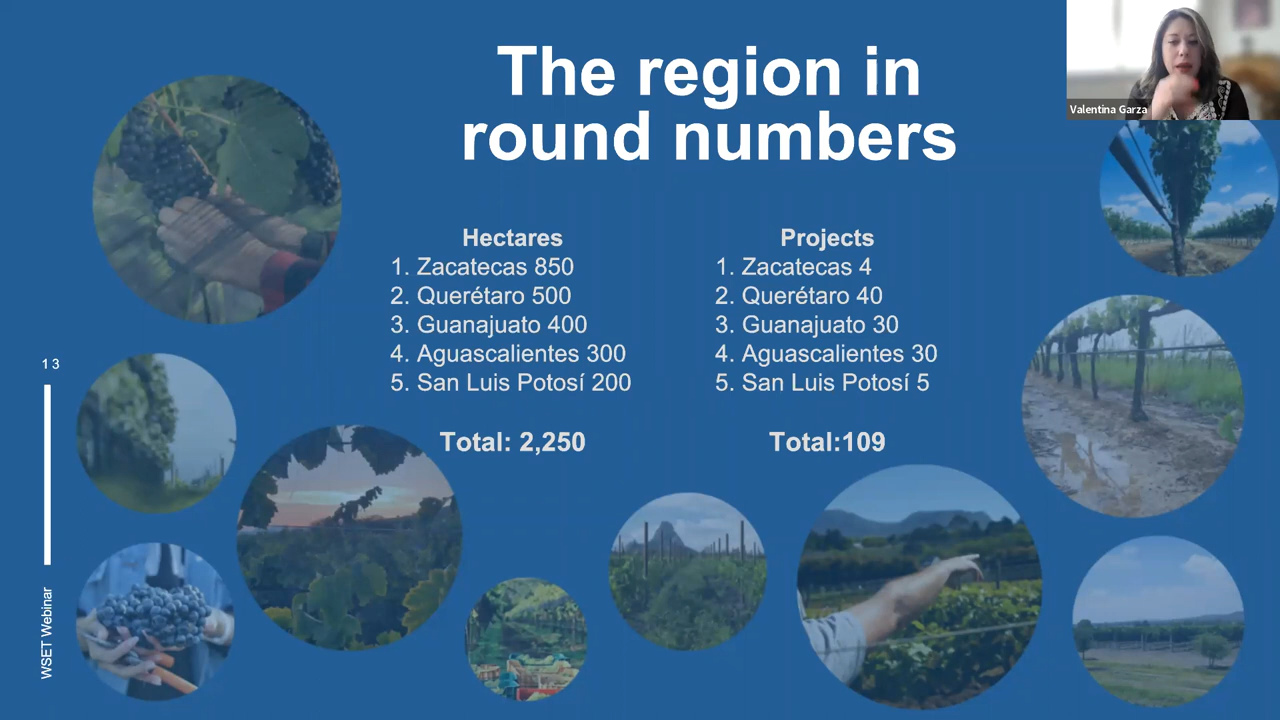 The region in
round numbers
Valentina Garza
Hectares
1. Zacatecas 850
2. Querétaro 500
3. Guanajuato 400
4. Aguascalientes 300
5. San Luis Potosí 200
Total: 2,250
Projects
1. Zacatecas 4
2. Querétaro 40
3. Guanajuato 30
4. Aguascalientes 30
5. San Luis Potosí 5
Total:109
13
WSET Webinar